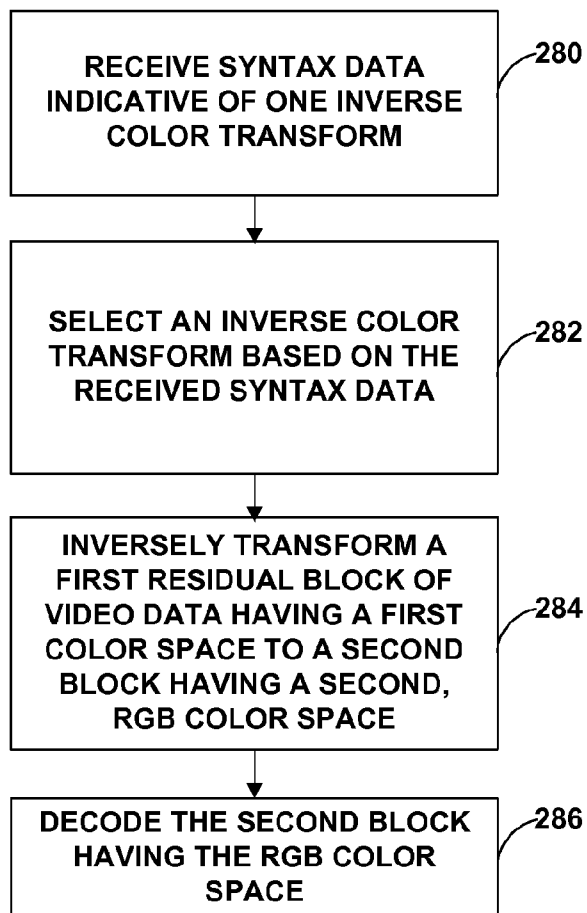 RECEIVE SYNTAX DATA
INDICATIVE OF ONE INVERSE
COLOR TRANSFORM
280
SELECT AN INVERSE COLOR
TRANSFORM BASED ON THE
RECEIVED SYNTAX DATA
282
INVERSELY TRANSFORM A
FIRST RESIDUAL BLOCK OF
VIDEO DATA HAVING A FIRST
COLOR SPACE TO A SECOND
BLOCK HAVING A SECOND,
RGB COLOR SPACE
284
DECODE THE SECOND BLOCK
HAVING THE RGB COLOR
SPACE
286